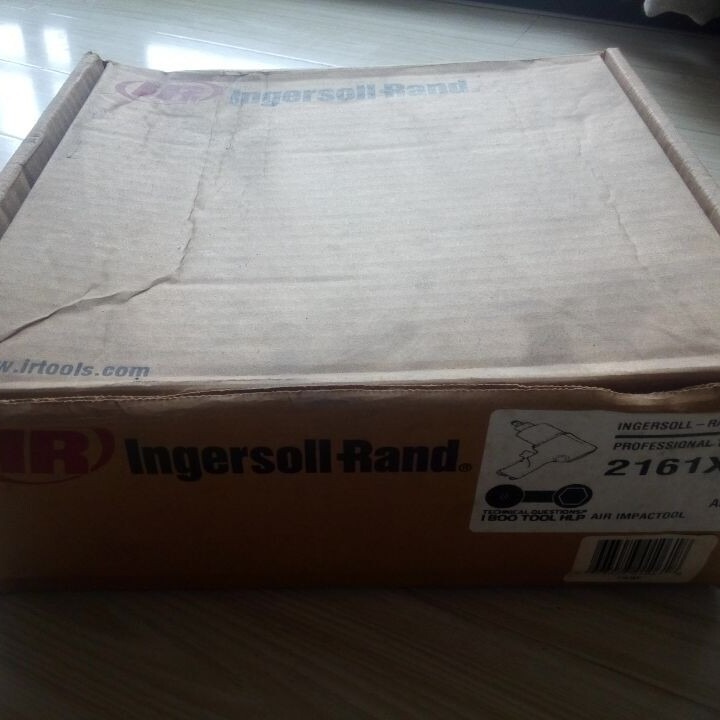 IR Ingersoll-Rand
w.irtools.com
IR Ingersoll-Rand®
INGERSOLL-RA
PROFESSIONAL
2161X
A
TECHNICAL QUESTIONS?
1 800 TOOL HLP AIR IMPACTOOL